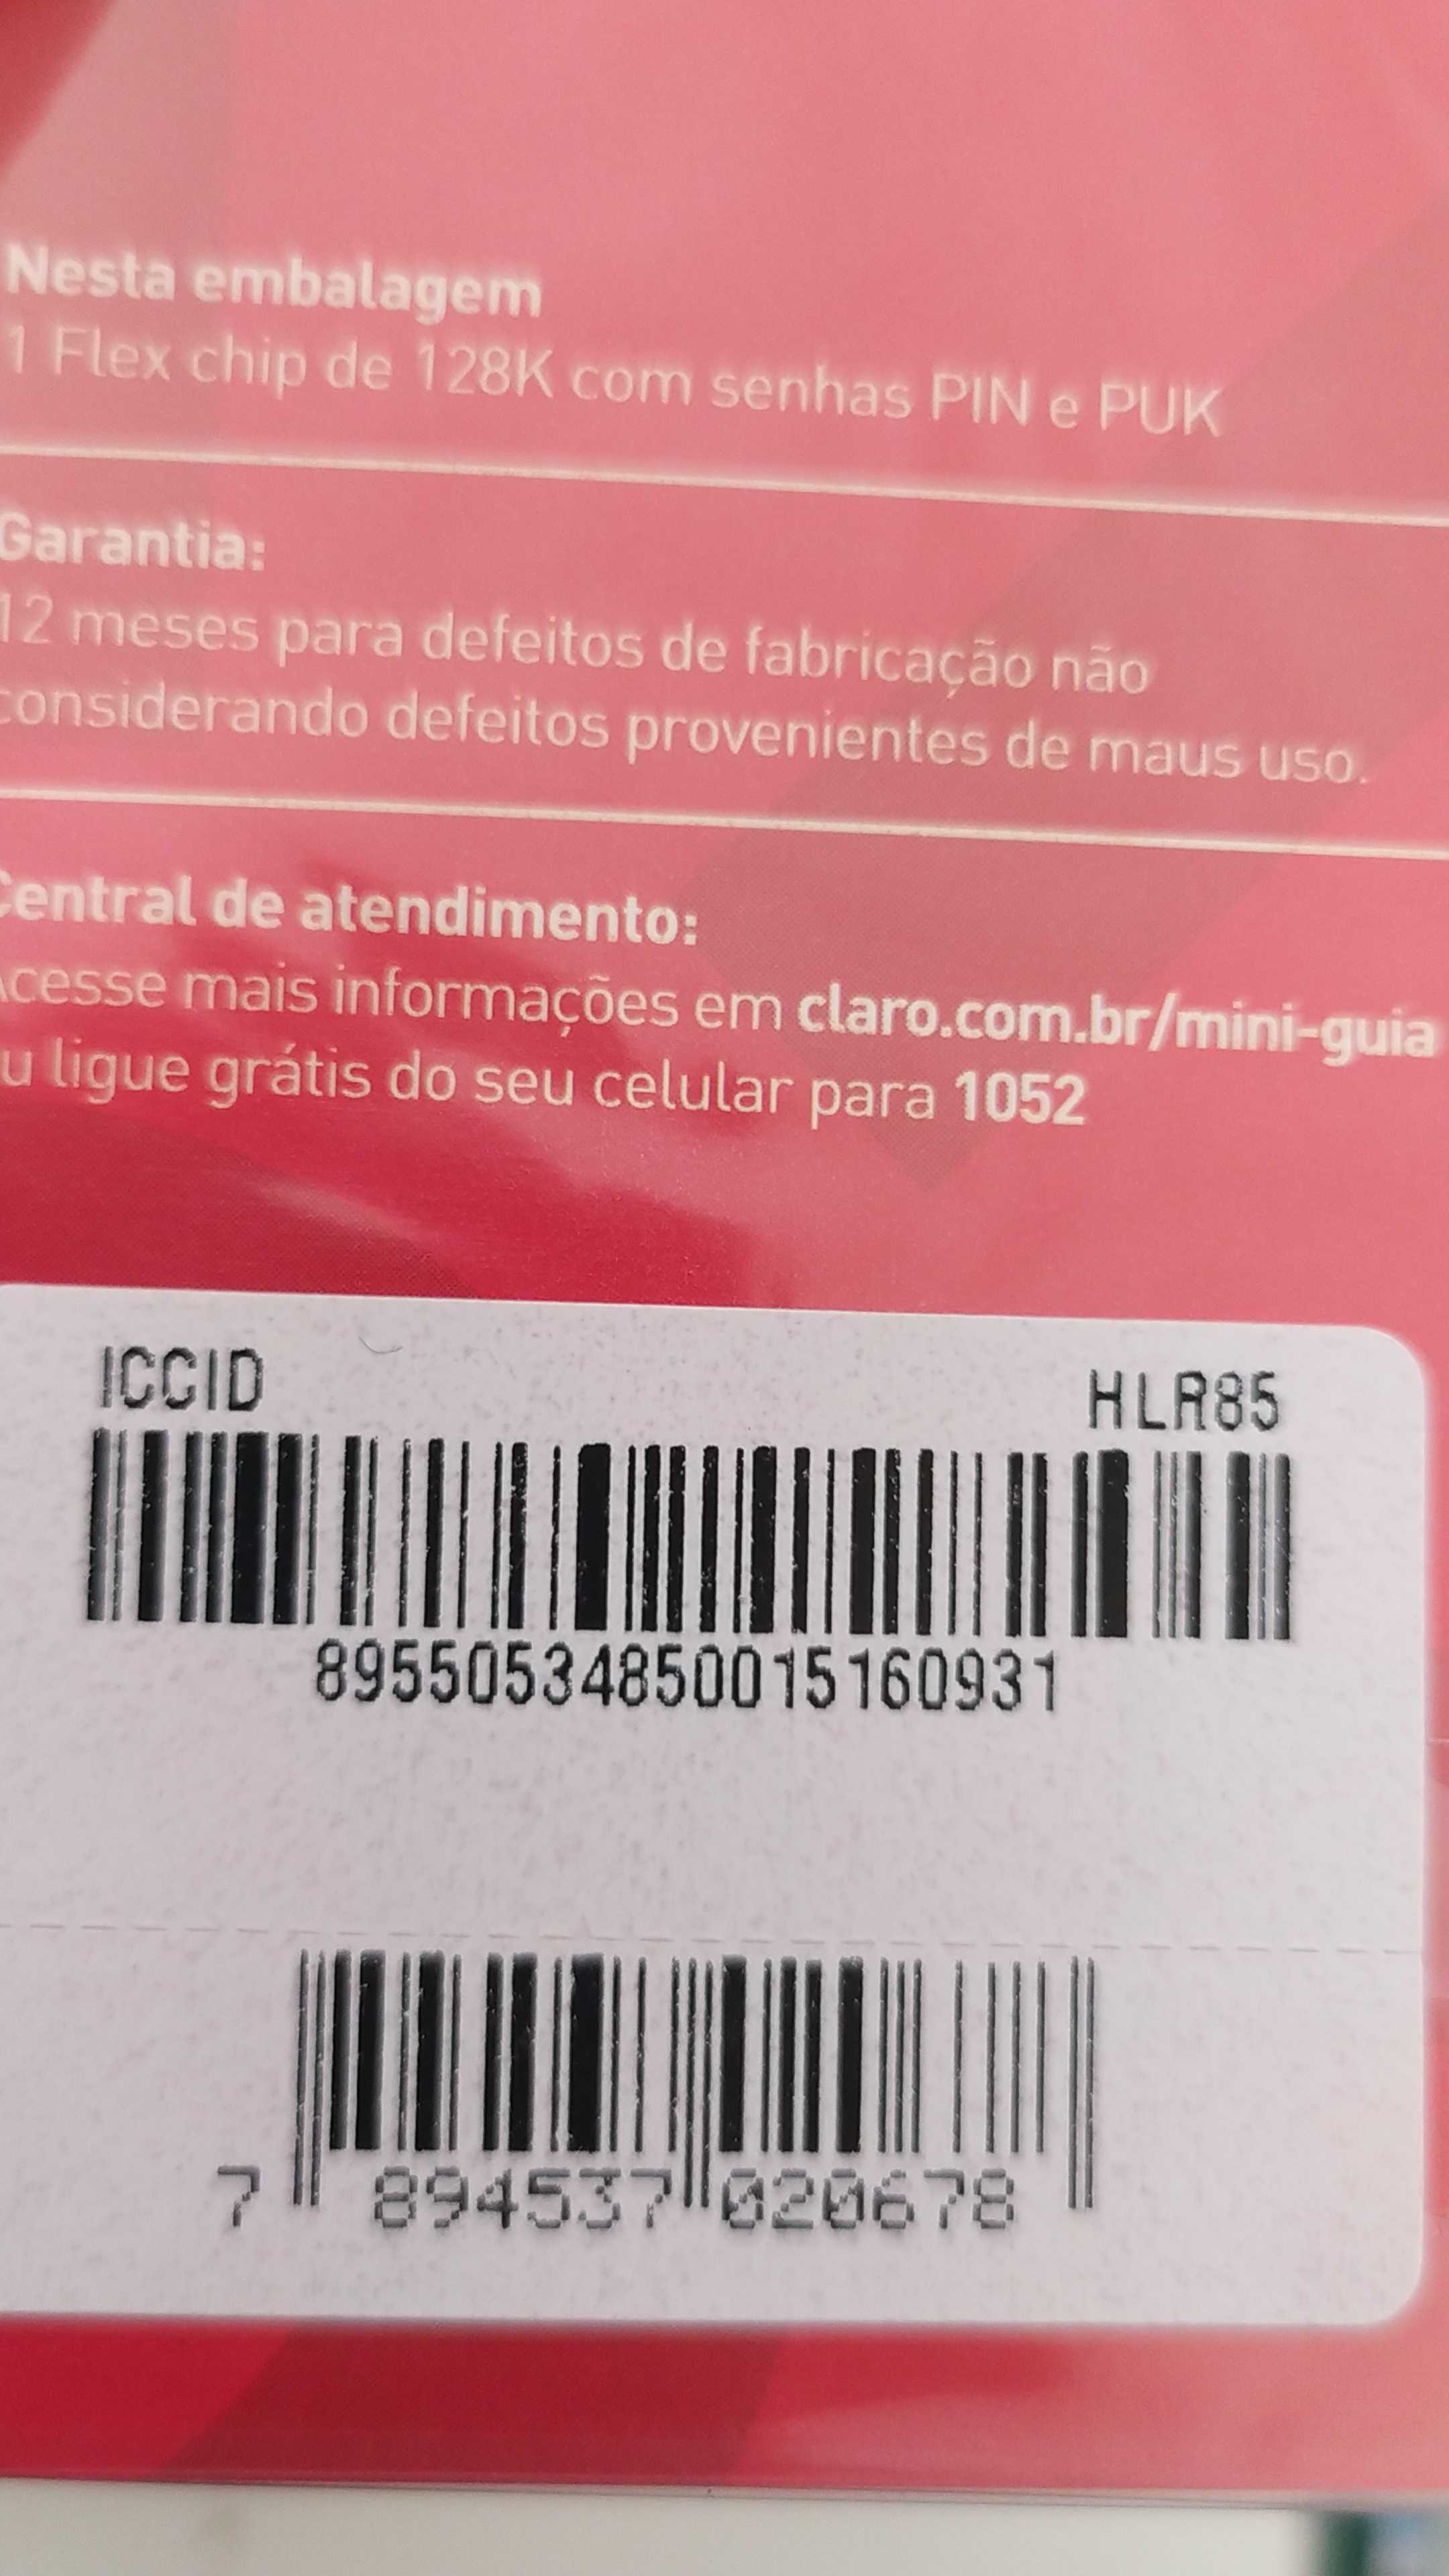 Nesta embalagem
1 Flex chip de 128K com senhas PIN e PUK
Garantia:
12 meses para defeitos de fabricação não
considerando defeitos provenientes de maus uso.
Central de atendimento:
Acesse mais informações em claro.com.br/mini-guia
u ligue grátis do seu celular para 1052
ICCID HLR85
89550534850015160931
7 894537 020678